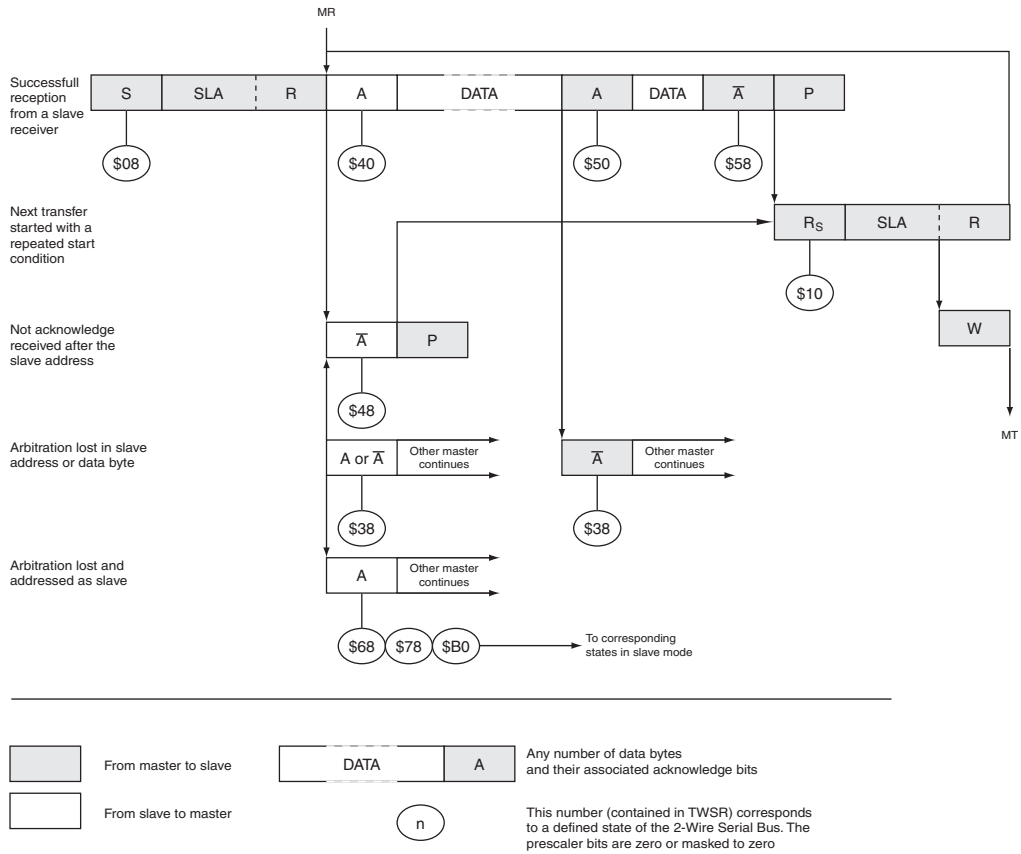 MR
Successfull
reception
from a slave
receiver
S SLA R A DATA A DATA A̅ P
$08 $40 $50 $58
Next transfer
started with a
repeated start
condition
RS SLA R
$10
Not acknowledge
received after the
slave address
A̅ P
W
$48
MT
Arbitration lost in slave
address or data byte
A or A̅ Other master
continues
A̅ Other master
continues
$38 $38
Arbitration lost and
addressed as slave
A Other master
continues
$68 $78 $B0
To corresponding
states in slave mode
From master to slave
DATA A
Any number of data bytes
and their associated acknowledge bits
From slave to master
n
This number (contained in TWSR) corresponds
to a defined state of the 2-Wire Serial Bus. The
prescaler bits are zero or masked to zero